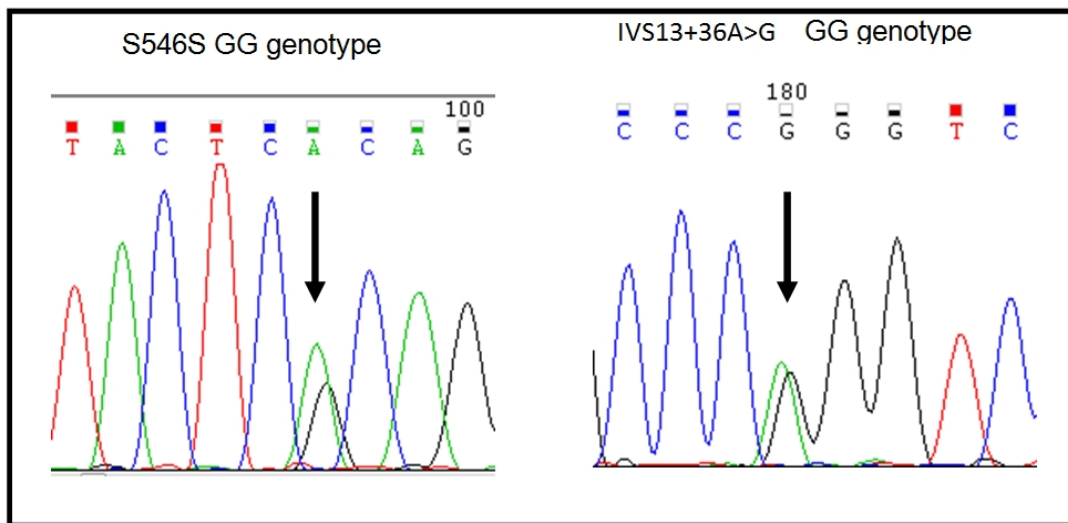 S546S GG genotype
100
T A C T C A C A G
IVS13+36A>G GG genotype
180
C C C G G G T C